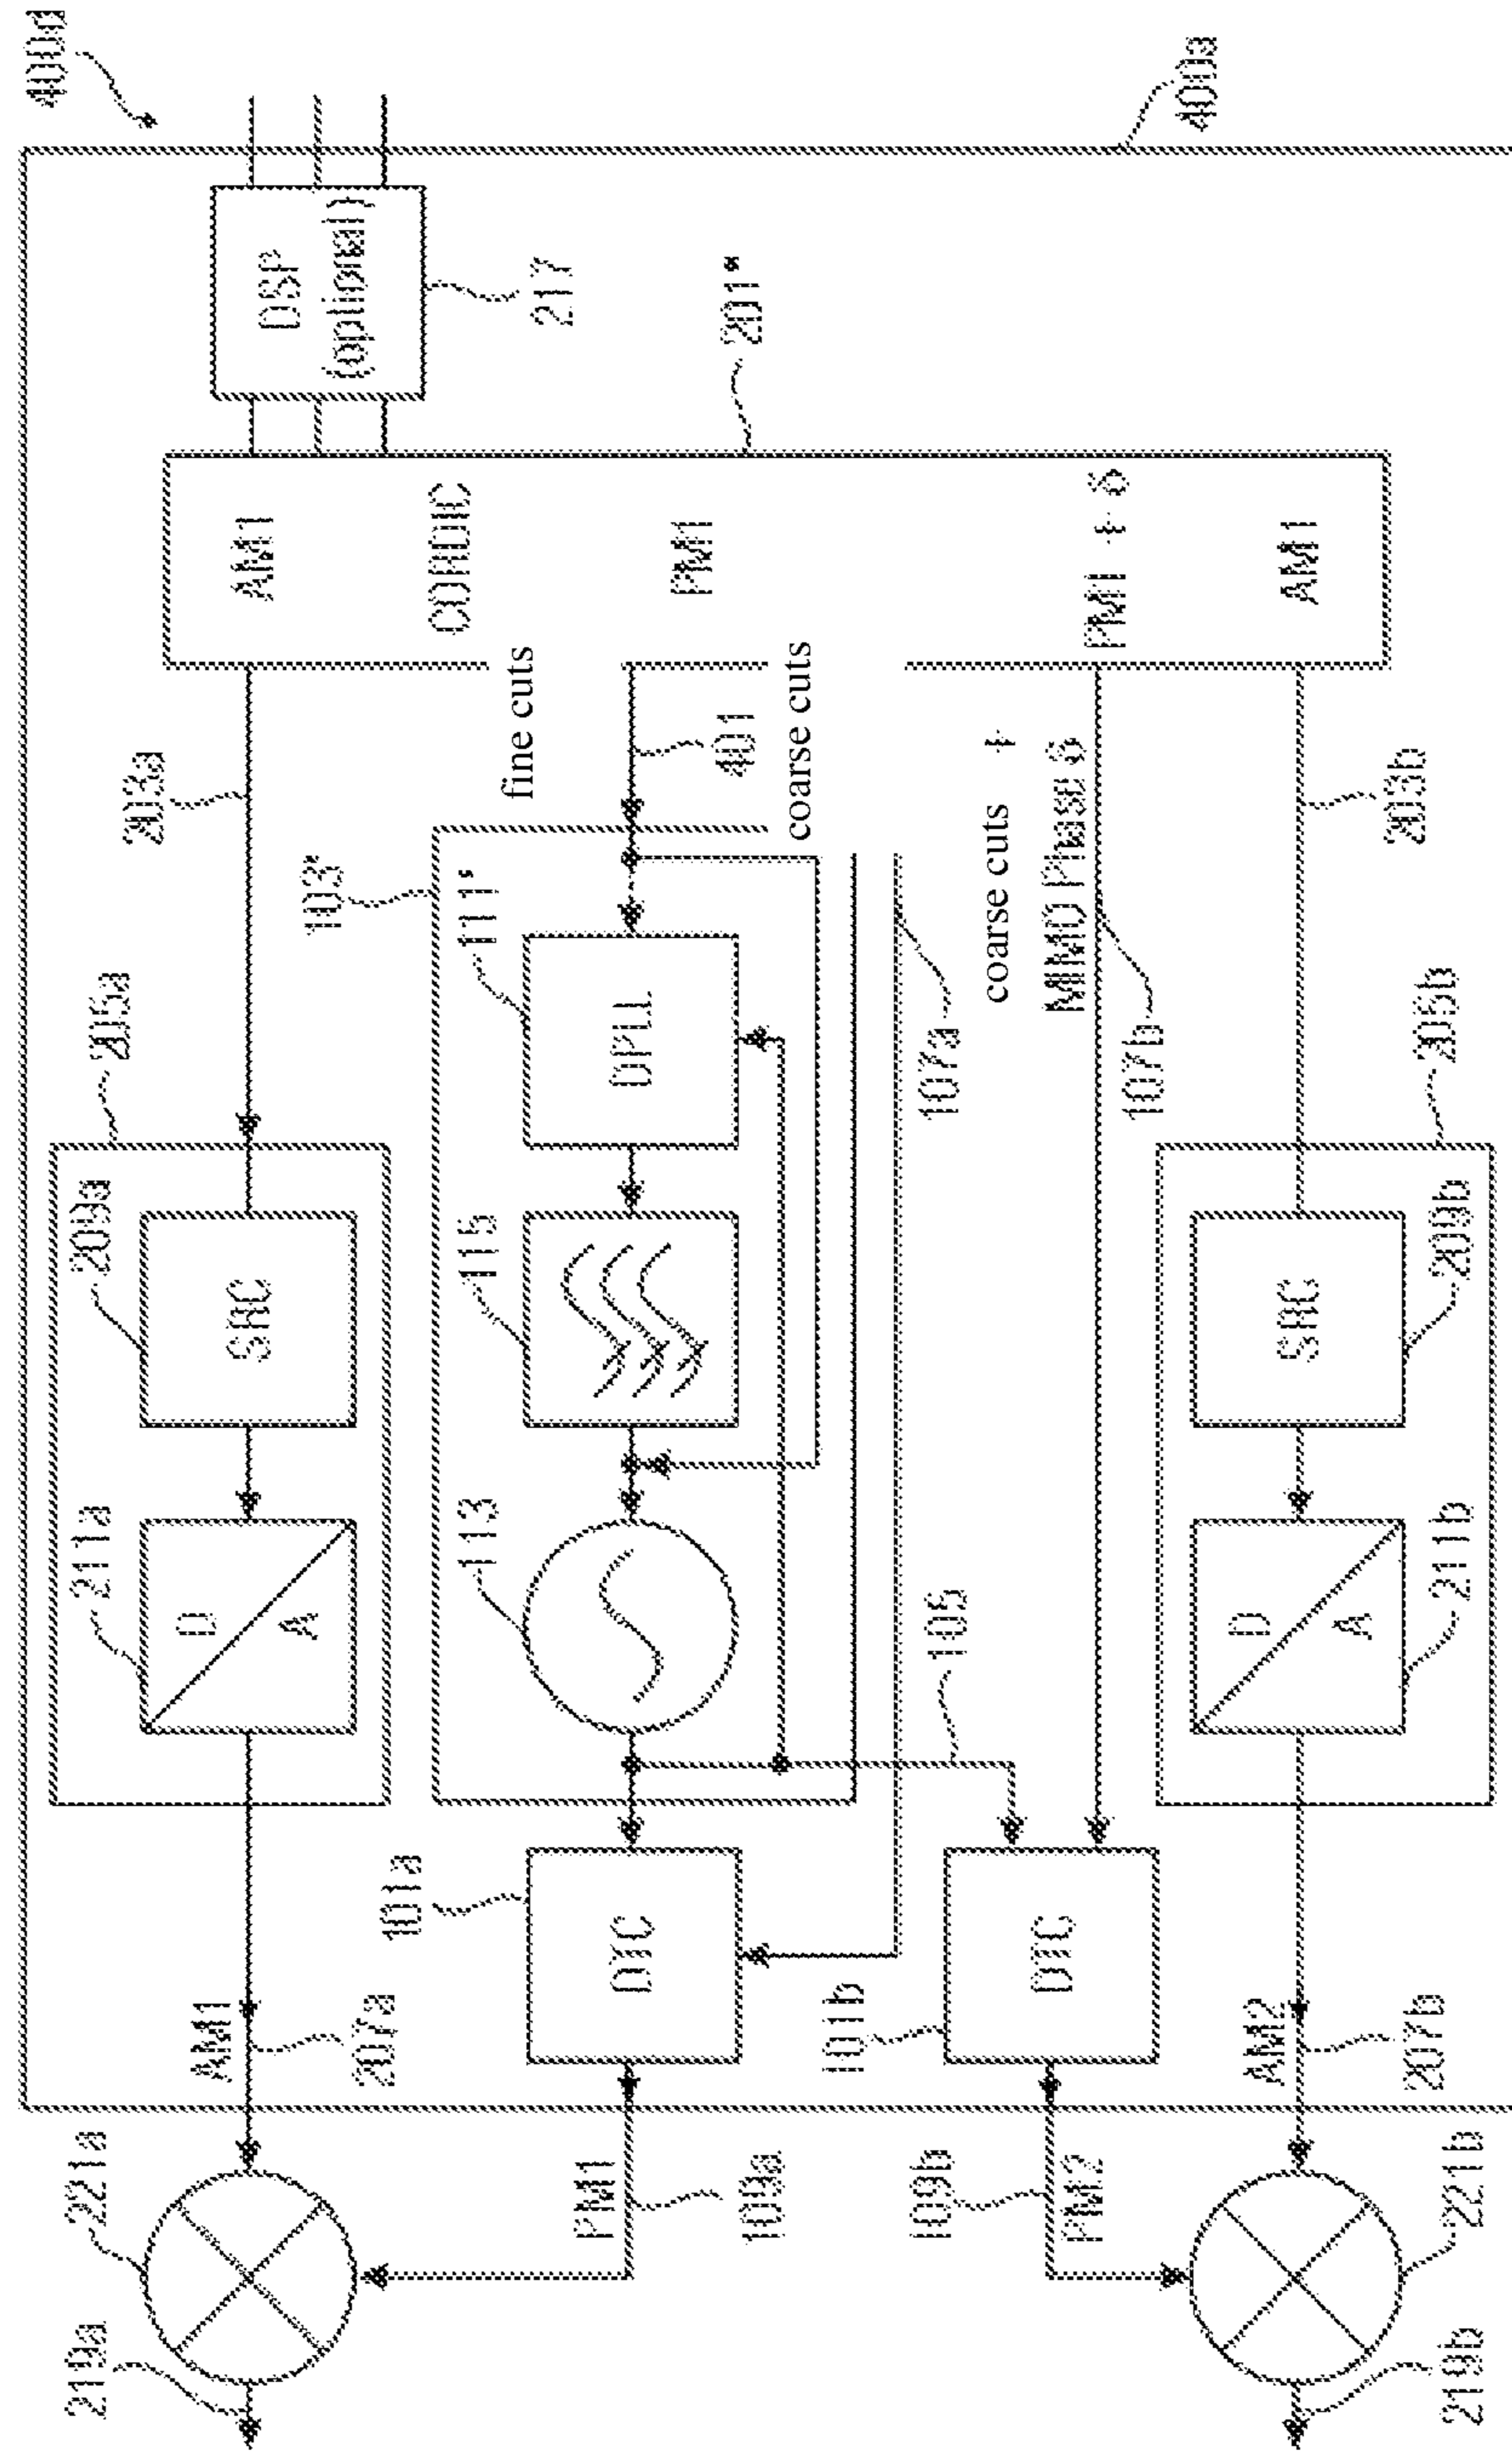 400d
219a
221a
211a
209a
205a
203a
AM1
D
A
SRC
AM1
DSP
(optional)
103'
207a
101a
CORDIC
113
115
111'
fine cuts
217
PM1
DTC
DPLL
PM1
401
201"
109a
coarse cuts
101b
109b
105
107a
coarse cuts +
MIMO Phase δ
DTC
PM2
PM1 + δ
107b
400a
AM2
D
A
SRC
AM1
203b
207b
219b
221b
211b
209b
205b